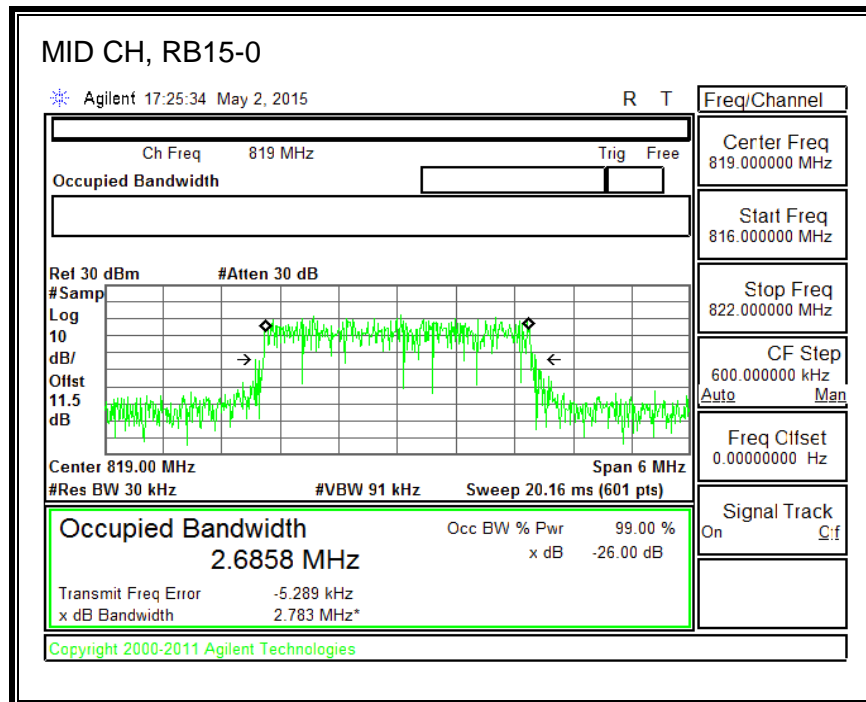 MID CH, RB15-0
Agilent 17:25:34 May 2, 2015 R T
Freq/Channel
Ch Freq 819 MHz Trig Free
Occupied Bandwidth
Center Freq
819.000000 MHz
Start Freq
816.000000 MHz
Stop Freq
822.000000 MHz
CF Step
600.000000 kHz
Auto Man
Freq Offset
0.00000000 Hz
Signal Track
On Off
Ref 30 dBm #Atten 30 dB
#Samp
Log
10
dB/
Offst
11.5
dB
Center 819.00 MHz Span 6 MHz
#Res BW 30 kHz #VBW 91 kHz Sweep 20.16 ms (601 pts)
Occupied Bandwidth
2.6858 MHz
Occ BW % Pwr 99.00 %
x dB -26.00 dB
Transmit Freq Error -5.289 kHz
x dB Bandwidth 2.783 MHz*
Copyright 2000-2011 Agilent Technologies